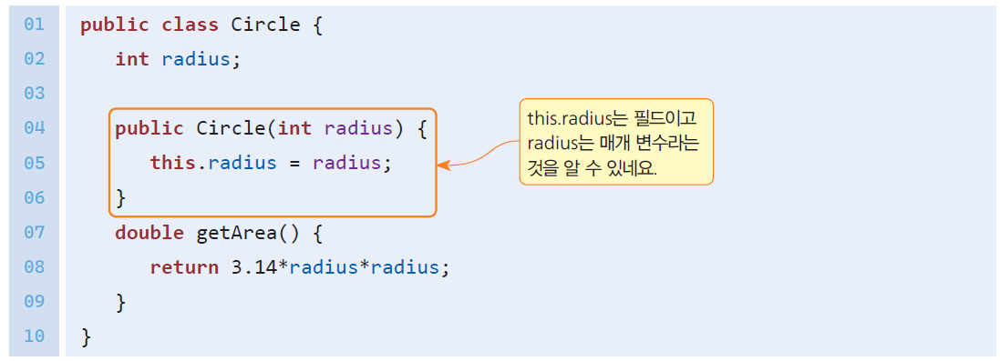 01 public class Circle {
02 int radius;
03
04 public Circle(int radius) {
05 this.radius = radius;
06 }
07 double getArea() {
08 return 3.14*radius*radius;
09 }
10 }
this.radius는 필드이고
radius는 매개 변수라는
것을 알 수 있네요.